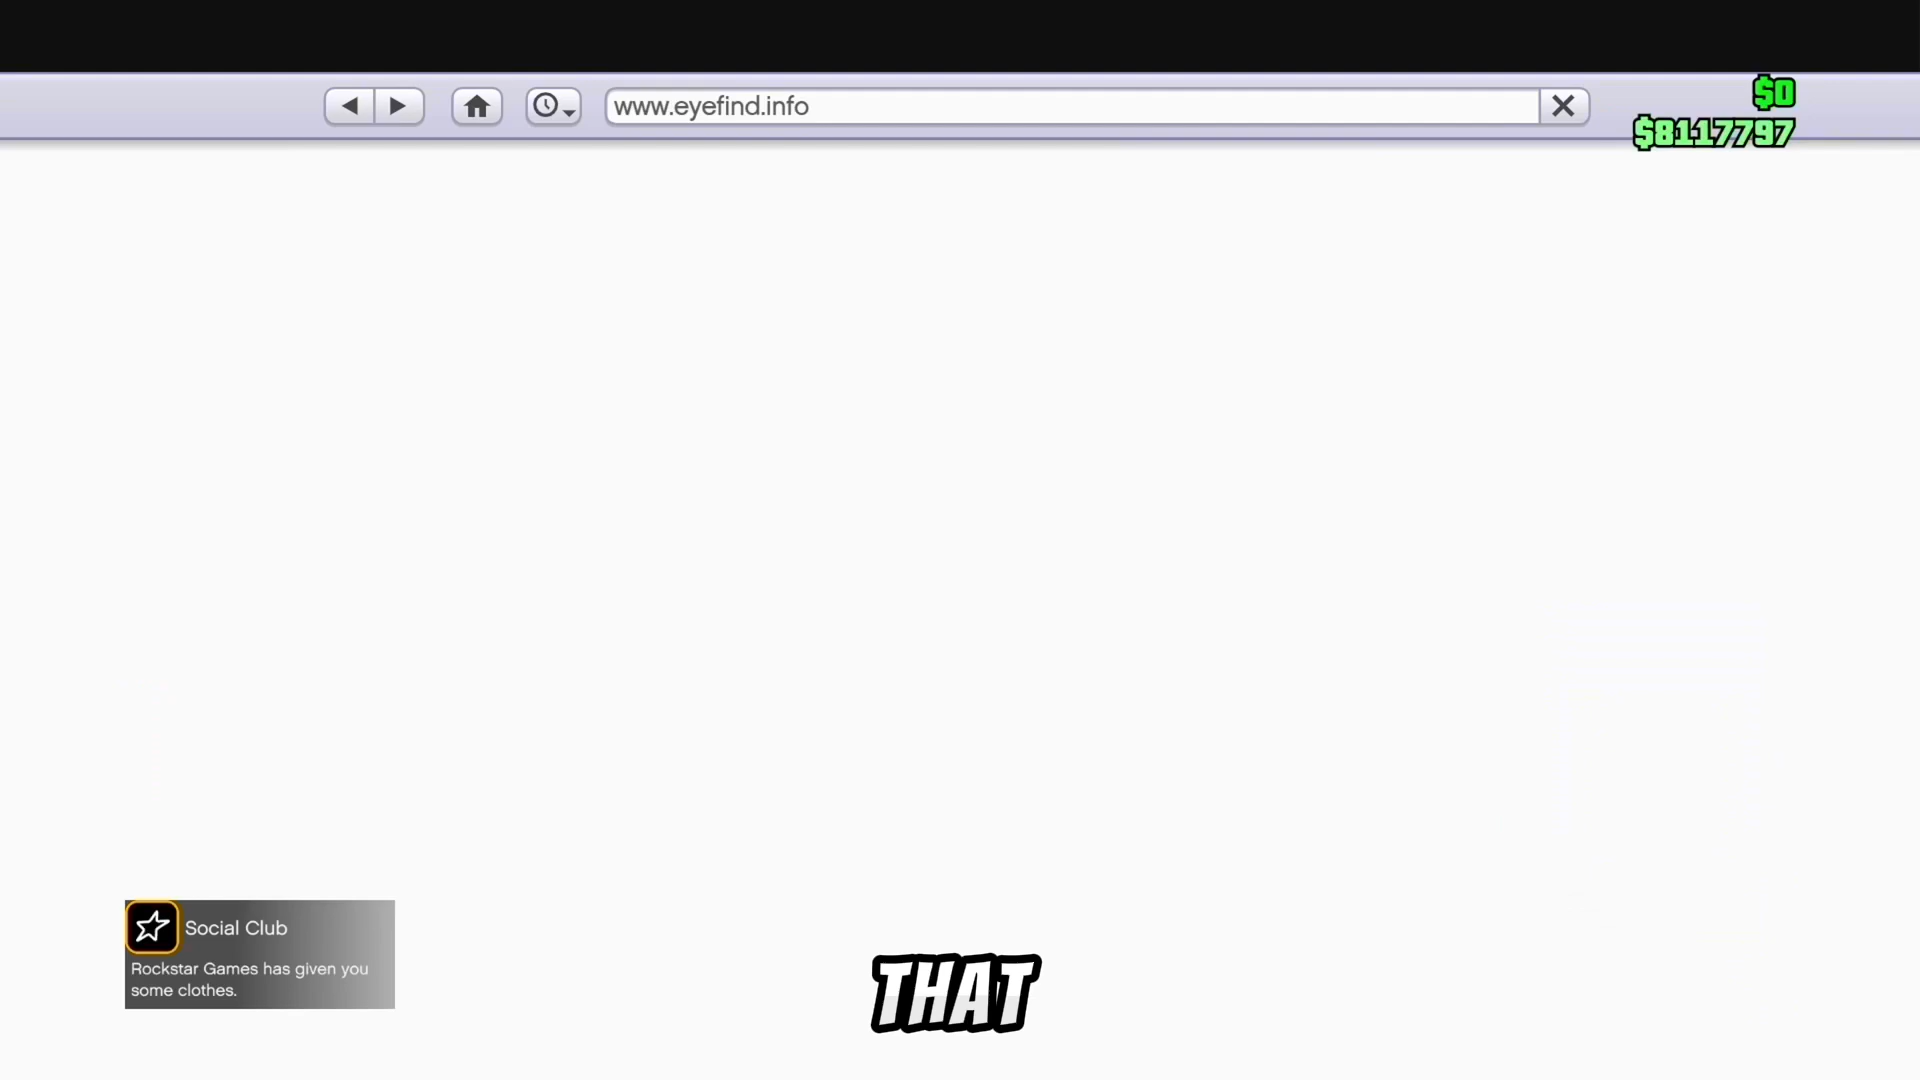 www.eyefind.info
$0
$8117797
Social Club
Rockstar Games has given you
some clothes.
THAT